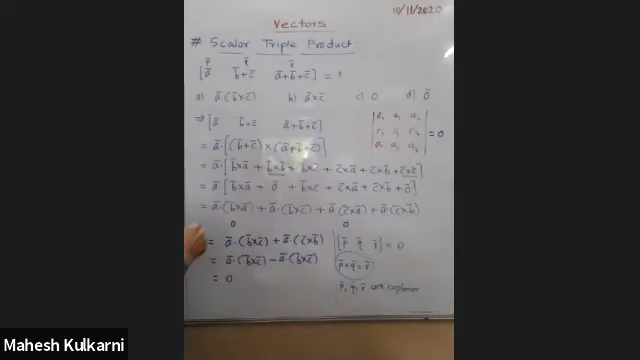 10/11/2020
Vectors
# Scalar Triple Product.
p̄ q̄ r̄
[ā b̄+c̄ ā+b̄+c̄] = ?
a) ā·(b̄×c̄) b) ā×c̄ c) 0 d) 0̄
⇒ [ā b̄+c̄ ā+b̄+c̄]
= ā·[(b̄+c̄)×(ā+b̄+c̄)]
= ā·[b̄×ā + b̄×b̄ + b̄×c̄ + c̄×ā + c̄×b̄ + c̄×c̄]
= ā·[b̄×ā + 0̄ + b̄×c̄ + c̄×ā + c̄×b̄ + 0̄]
= ā·(b̄×ā) + ā·(b̄×c̄) + ā·(c̄×ā) + ā·(c̄×b̄)
0 0
= ā·(b̄×c̄) + ā·(c̄×b̄)
= ā·(b̄×c̄) - ā·(b̄×c̄)
= 0
= 0
[p̄ q̄ r̄] = 0
p̄+q̄ = r̄
p̄, q̄, r̄ are coplanar
Mahesh Kulkarni